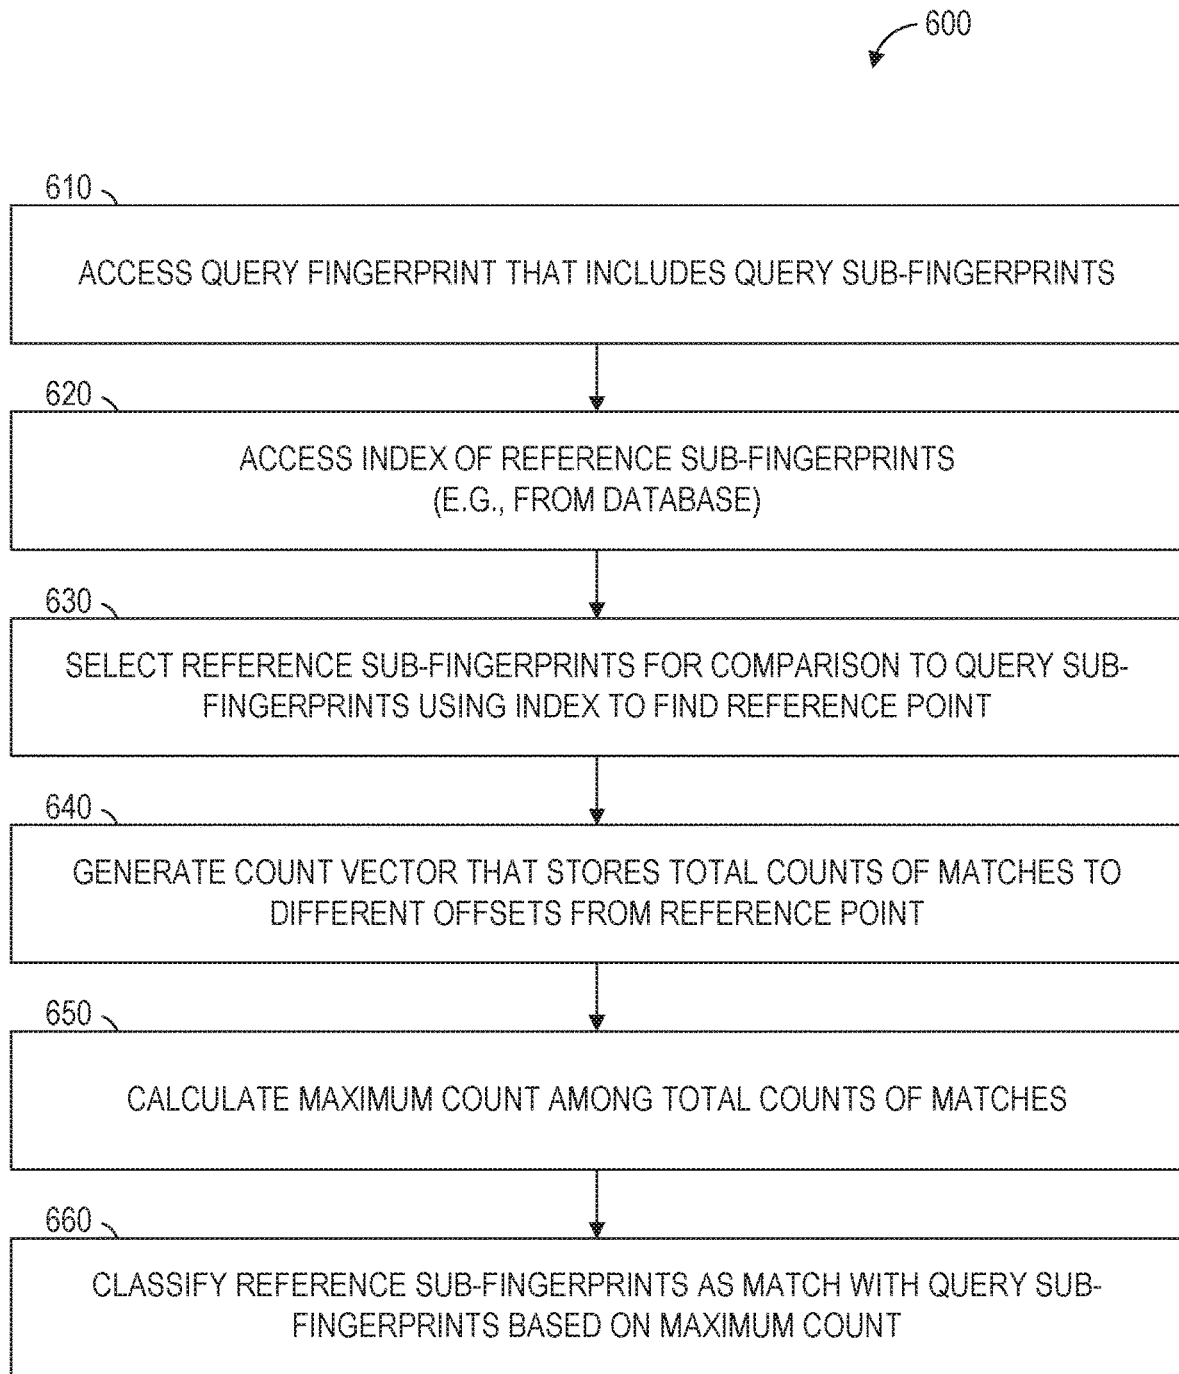 600
610
ACCESS QUERY FINGERPRINT THAT INCLUDES QUERY SUB-FINGERPRINTS
620
ACCESS INDEX OF REFERENCE SUB-FINGERPRINTS
(E.G., FROM DATABASE)
630
SELECT REFERENCE SUB-FINGERPRINTS FOR COMPARISON TO QUERY SUB-
FINGERPRINTS USING INDEX TO FIND REFERENCE POINT
640
GENERATE COUNT VECTOR THAT STORES TOTAL COUNTS OF MATCHES TO
DIFFERENT OFFSETS FROM REFERENCE POINT
650
CALCULATE MAXIMUM COUNT AMONG TOTAL COUNTS OF MATCHES
660
CLASSIFY REFERENCE SUB-FINGERPRINTS AS MATCH WITH QUERY SUB-
FINGERPRINTS BASED ON MAXIMUM COUNT